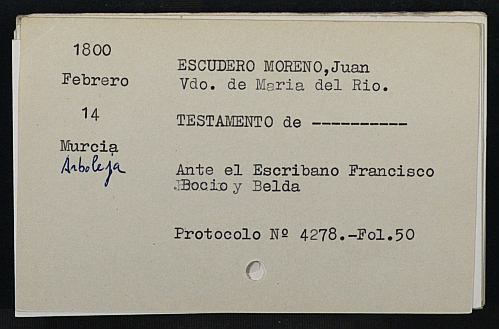 1800
Febrero
14
Murcia
Arboleja
ESCUDERO MORENO,Juan
Vdo. de Maria del Rio.
TESTAMENTO de ----------
Ante el Escribano Francisco
Bocio y Belda
Protocolo Nº 4278.-Fol.50